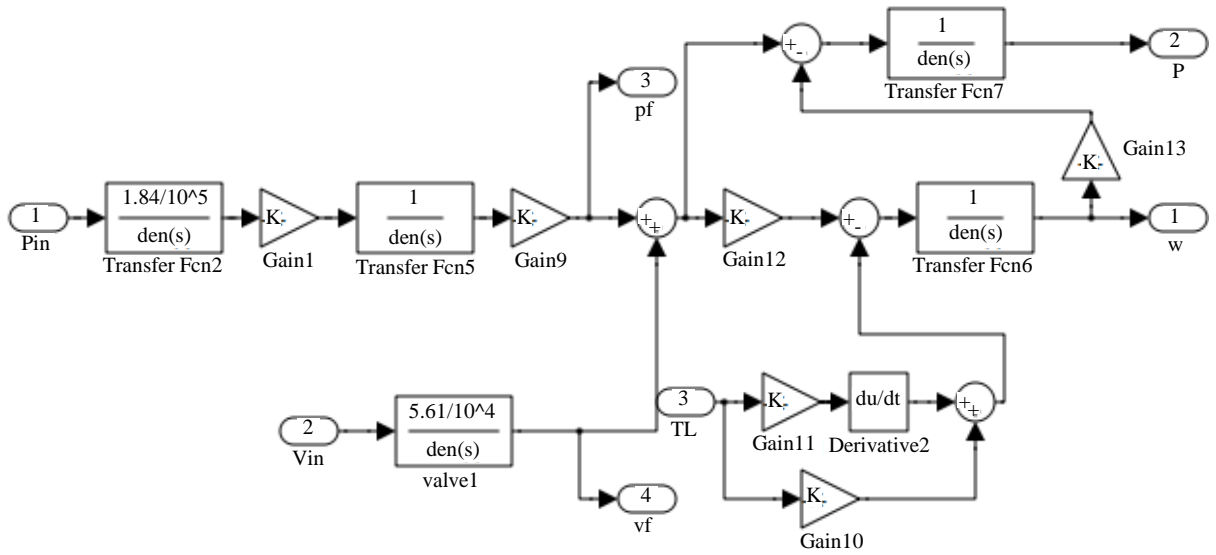 2
P
1
den(s)
Transfer Fcn7
+
-
3
pf
-K-
Gain13
1
Pin
1.84/10^5
den(s)
Transfer Fcn2
-K-
Gain1
1
den(s)
Transfer Fcn5
-K-
Gain9
+
+
-K-
Gain12
+
-
1
den(s)
Transfer Fcn6
1
w
2
Vin
5.61/10^4
den(s)
valve1
3
TL
-K-
Gain11
du/dt
Derivative2
+
+
4
vf
-K-
Gain10